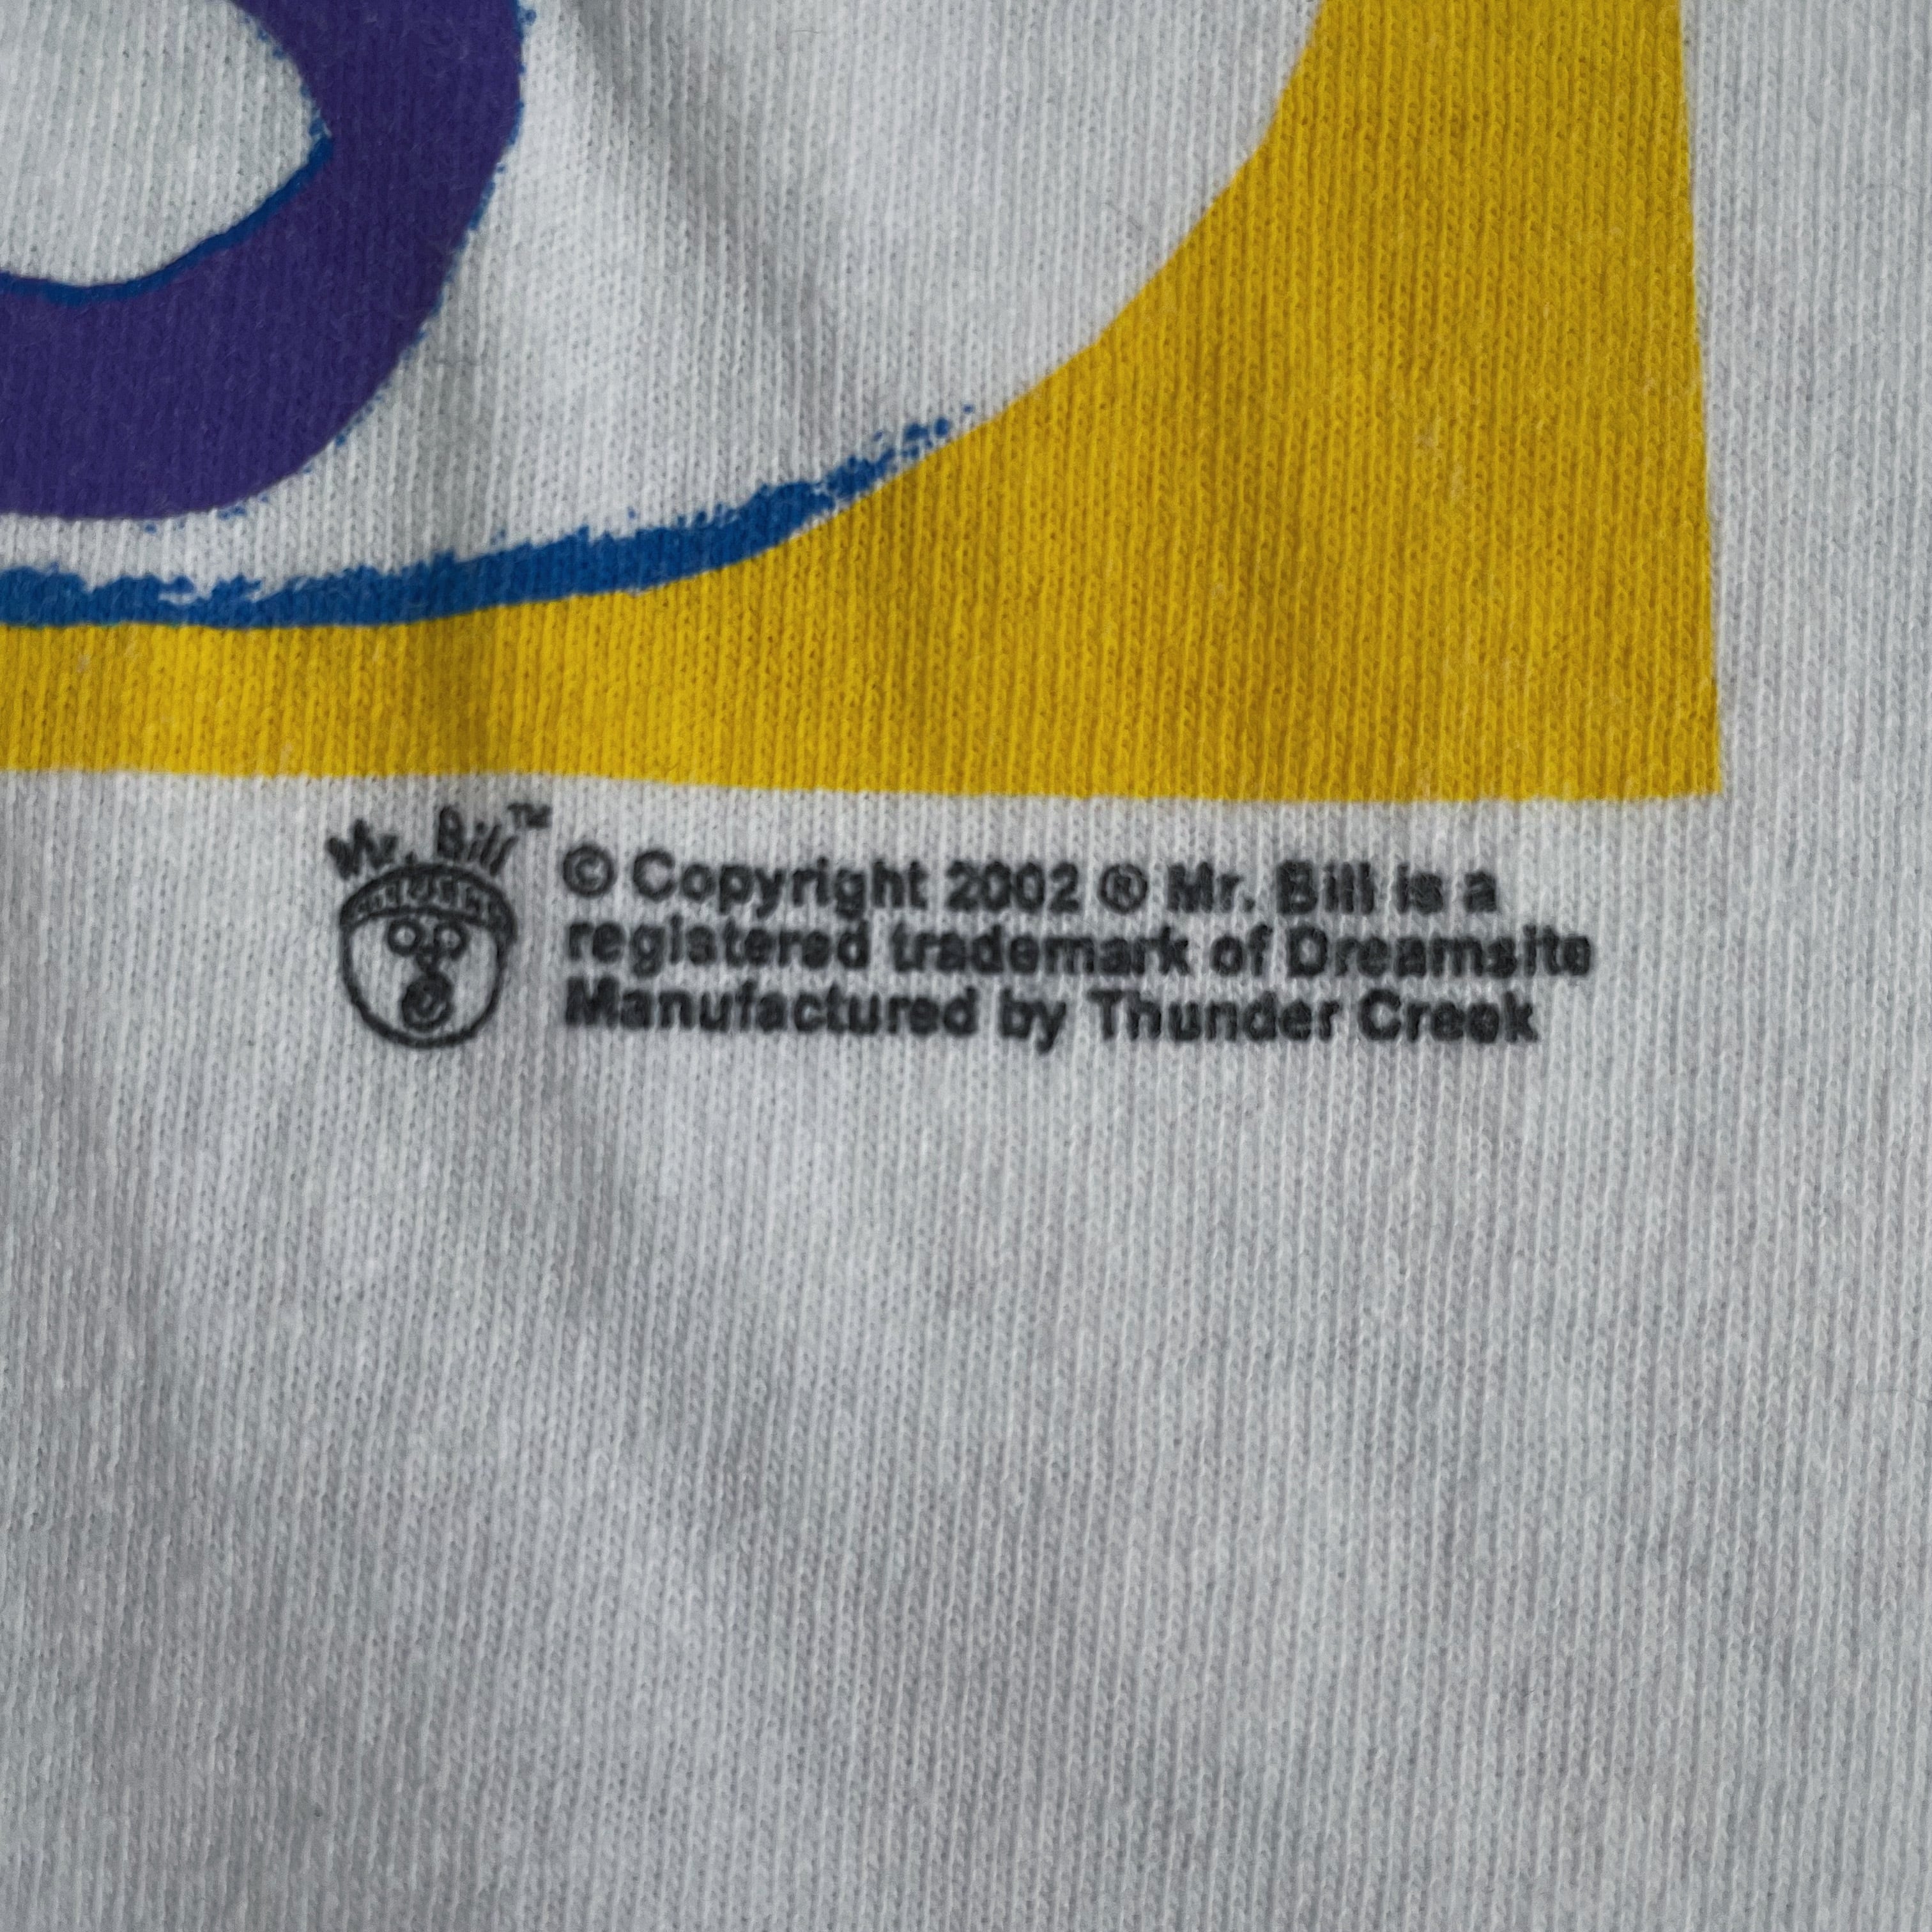 Mr. Bill™
© Copyright 2002 ® Mr. Bill is a
registered trademark of Dreamsite
Manufactured by Thunder Creek